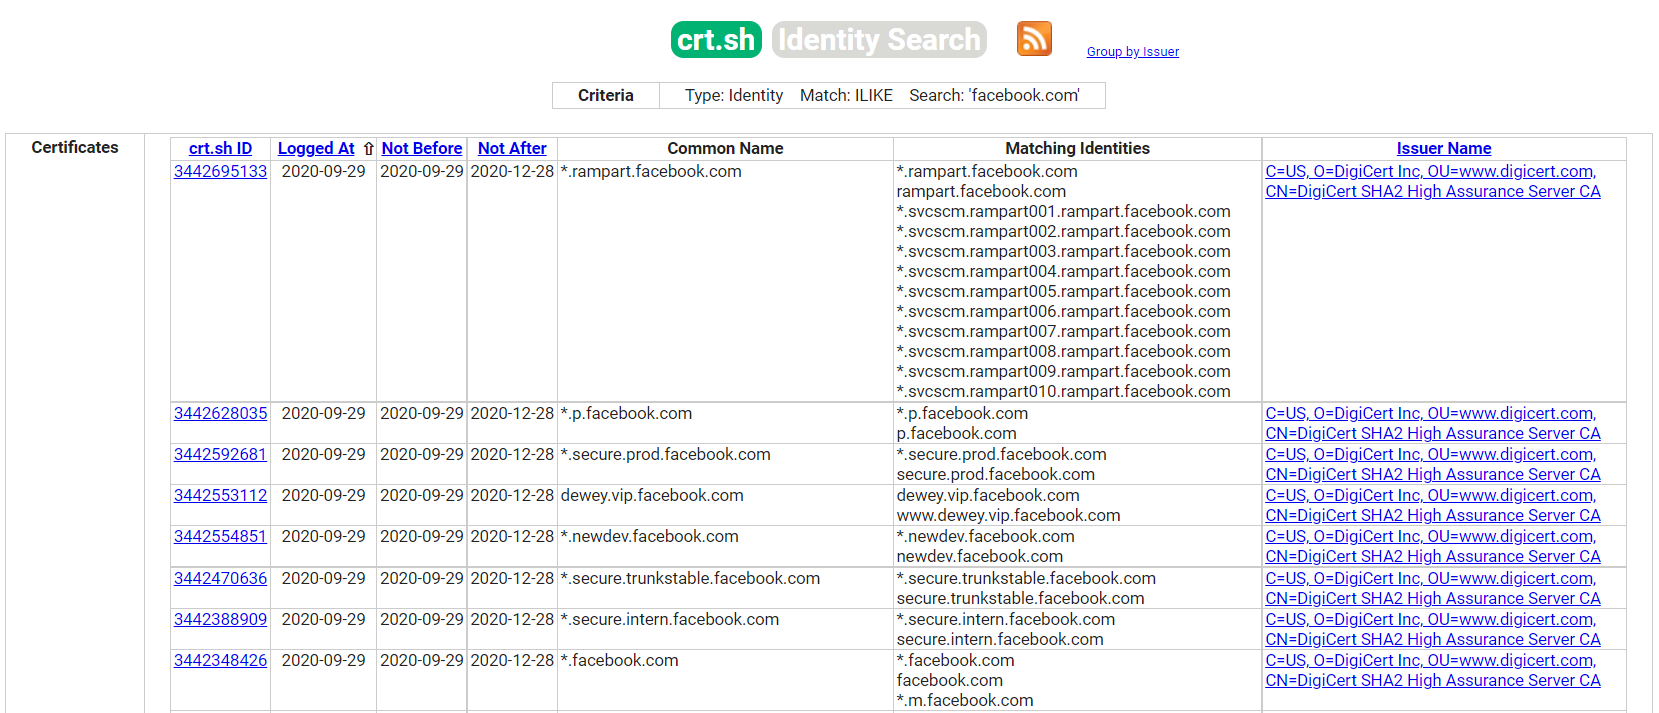 crt.sh Identity Search Group by Issuer
Criteria Type: Identity Match: ILIKE Search: 'facebook.com'
Certificates crt.sh ID Logged At ⇧ Not Before Not After Common Name Matching Identities Issuer Name
3442695133 2020-09-29 2020-09-29 2020-12-28 *.rampart.facebook.com *.rampart.facebook.com C=US, O=DigiCert Inc, OU=www.digicert.com,
rampart.facebook.com CN=DigiCert SHA2 High Assurance Server CA
*.svcscm.rampart001.rampart.facebook.com
*.svcscm.rampart002.rampart.facebook.com
*.svcscm.rampart003.rampart.facebook.com
*.svcscm.rampart004.rampart.facebook.com
*.svcscm.rampart005.rampart.facebook.com
*.svcscm.rampart006.rampart.facebook.com
*.svcscm.rampart007.rampart.facebook.com
*.svcscm.rampart008.rampart.facebook.com
*.svcscm.rampart009.rampart.facebook.com
*.svcscm.rampart010.rampart.facebook.com
3442628035 2020-09-29 2020-09-29 2020-12-28 *.p.facebook.com *.p.facebook.com C=US, O=DigiCert Inc, OU=www.digicert.com,
p.facebook.com CN=DigiCert SHA2 High Assurance Server CA
3442592681 2020-09-29 2020-09-29 2020-12-28 *.secure.prod.facebook.com *.secure.prod.facebook.com C=US, O=DigiCert Inc, OU=www.digicert.com,
secure.prod.facebook.com CN=DigiCert SHA2 High Assurance Server CA
3442553112 2020-09-29 2020-09-29 2020-12-28 dewey.vip.facebook.com dewey.vip.facebook.com C=US, O=DigiCert Inc, OU=www.digicert.com,
www.dewey.vip.facebook.com CN=DigiCert SHA2 High Assurance Server CA
3442554851 2020-09-29 2020-09-29 2020-12-28 *.newdev.facebook.com *.newdev.facebook.com C=US, O=DigiCert Inc, OU=www.digicert.com,
newdev.facebook.com CN=DigiCert SHA2 High Assurance Server CA
3442470636 2020-09-29 2020-09-29 2020-12-28 *.secure.trunkstable.facebook.com *.secure.trunkstable.facebook.com C=US, O=DigiCert Inc, OU=www.digicert.com,
secure.trunkstable.facebook.com CN=DigiCert SHA2 High Assurance Server CA
3442388909 2020-09-29 2020-09-29 2020-12-28 *.secure.intern.facebook.com *.secure.intern.facebook.com C=US, O=DigiCert Inc, OU=www.digicert.com,
secure.intern.facebook.com CN=DigiCert SHA2 High Assurance Server CA
3442348426 2020-09-29 2020-09-29 2020-12-28 *.facebook.com *.facebook.com C=US, O=DigiCert Inc, OU=www.digicert.com,
facebook.com CN=DigiCert SHA2 High Assurance Server CA
*.m.facebook.com